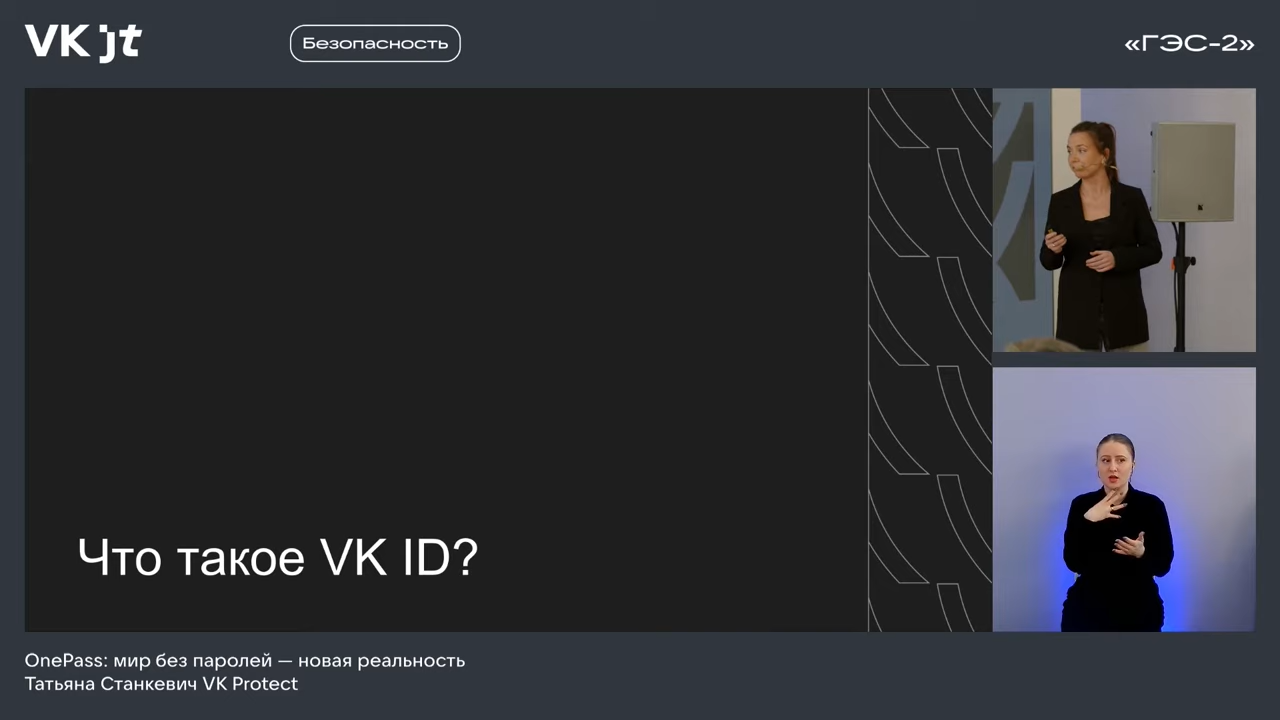 VK jt
Безопасность
«ГЭС-2»
Что такое VK ID?
OnePass: мир без паролей — новая реальность
Татьяна Станкевич VK Protect